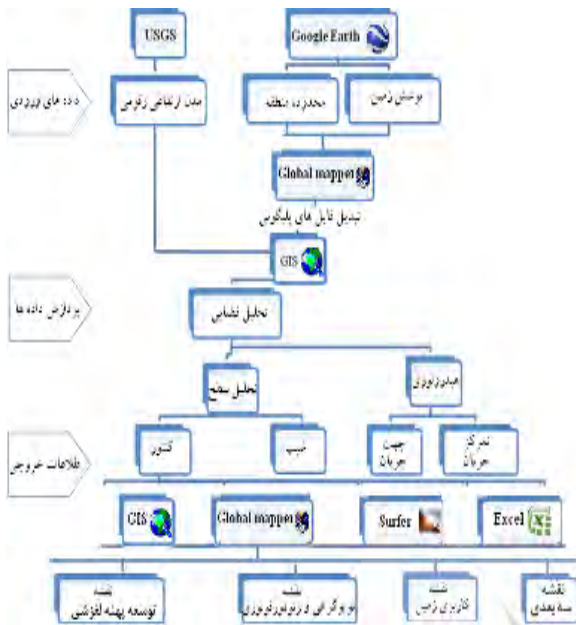 USGS
Google Earth
داده های ورودی
مدل ارتفاعی رقومی
محدوده منطقه
پوشش زمین
Global mapper
تبدیل فایل های پلیگونی
GIS
پردازش داده ها
تحلیل فضایی
تحلیل سطح
هیدرولوژی
طلاعات خروجی
کنتور
شیب
جهت جریان
تمرکز جریان
GIS
Global mapper
Surfer
Excel
نقشه توسعه پهنه لغزشی
نقشه توپوگرافی و ژئومورفولوژی
نقشه کاربری زمین
نقشه سه بعدی